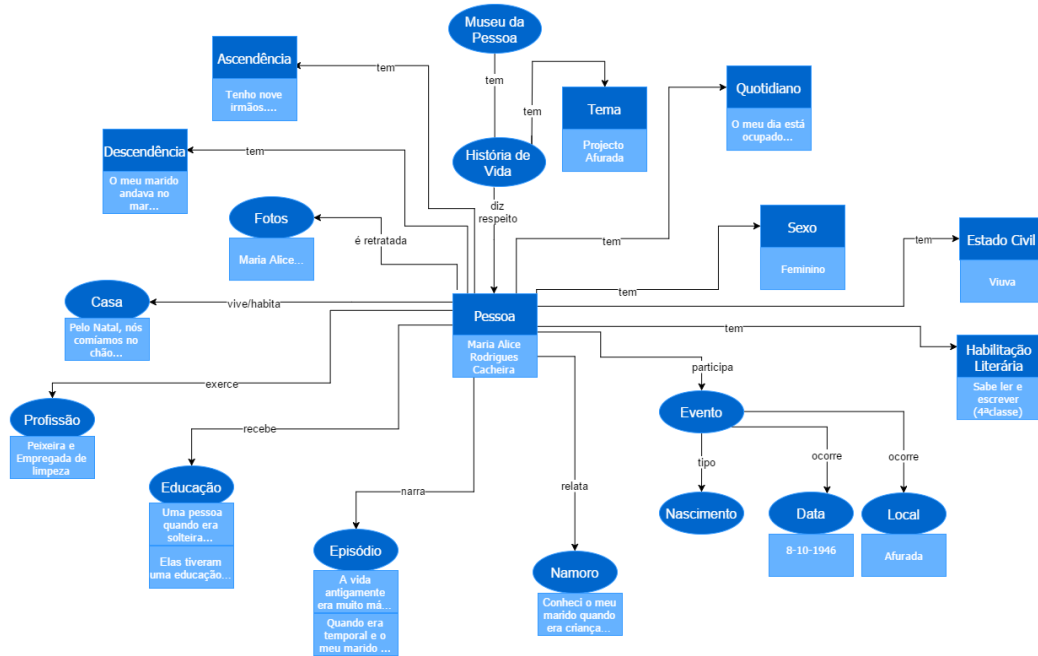 Museu da
Pessoa
tem
Ascendência
Tenho nove
irmãos....
tem
tem
Tema
Projecto
Afurada
tem
Quotidiano
O meu dia está
ocupado...
História de
Vida
Descendência
O meu marido
andava no
mar...
tem
diz
respeito
Fotos
Maria Alice...
é retratada
Sexo
Feminino
tem
Estado Civil
Viuva
tem
Casa
Pelo Natal, nós
comíamos no
chão...
vive/habita
Pessoa
Maria Alice
Rodrigues
Cacheira
tem
tem
Habilitação
Literária
Sabe ler e
escrever
(4ªclasse)
exerce
Profissão
Peixeira e
Empregada de
limpeza
participa
Evento
recebe
Educação
Uma pessoa
quando era
solteira...
Elas tiveram
uma educação...
tipo
ocorre
ocorre
Nascimento
Data
8-10-1946
Local
Afurada
narra
Episódio
A vida
antigamente
era muito má...
Quando era
temporal e o
meu marido ...
relata
Namoro
Conheci o meu
marido quando
era criança...